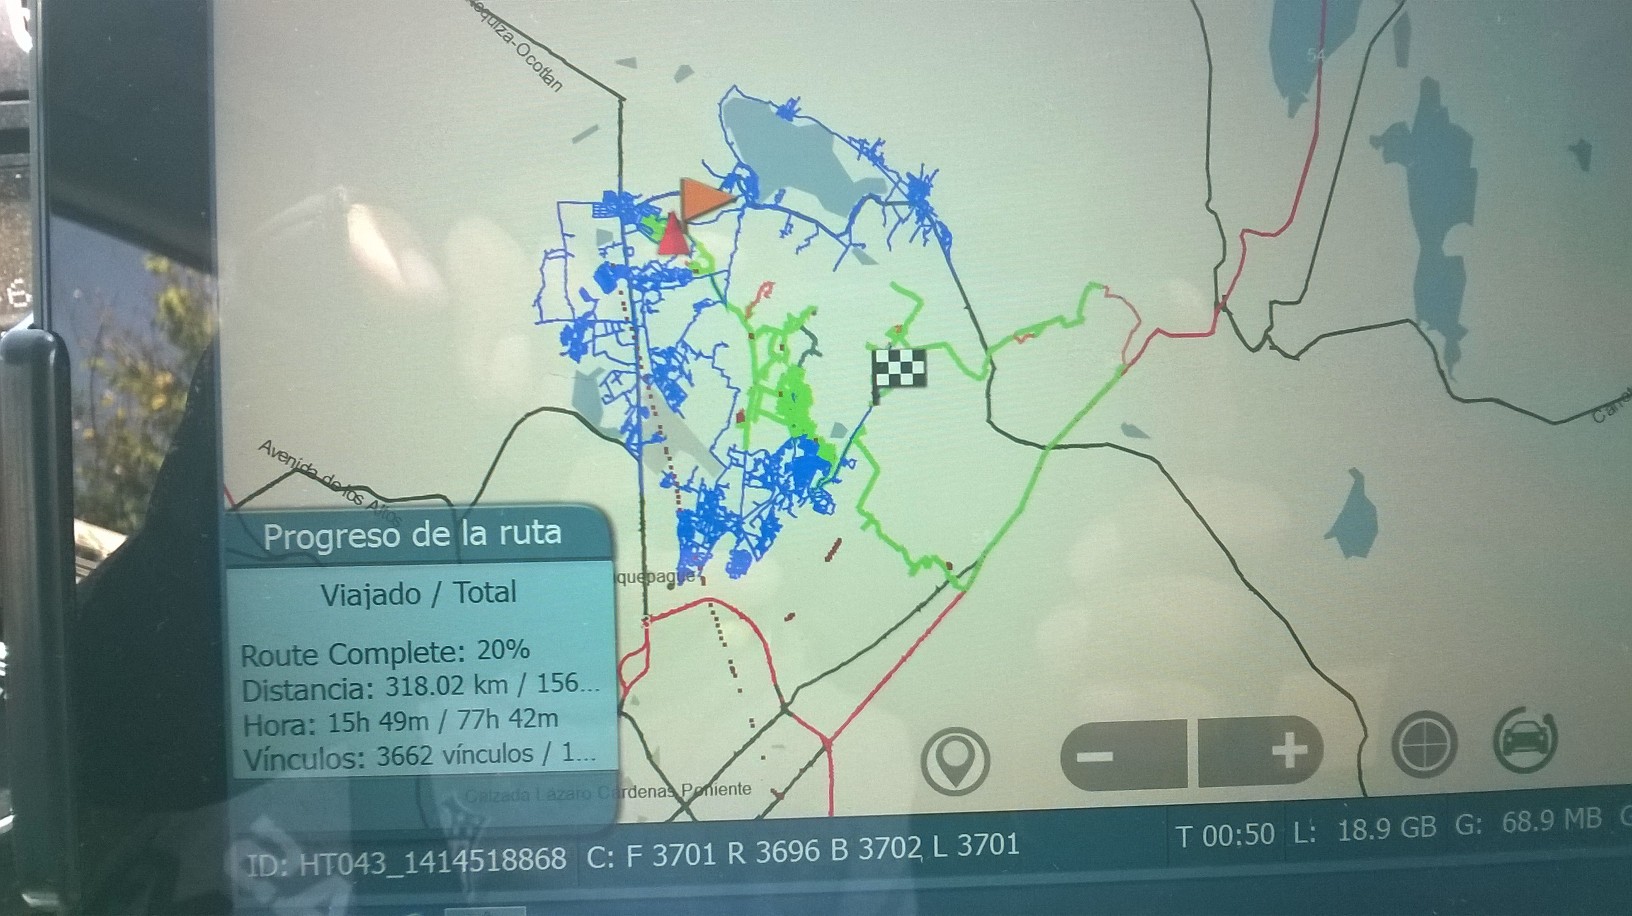 54
Avenida de los Altos
Progreso de la ruta
Viajado / Total
Route Complete: 20%
Distancia: 318.02 km / 156...
Hora: 15h 49m / 77h 42m
Vínculos: 3662 vínculos / 1...
quepaque
Calzada Lázaro Cárdenas Poniente
ID: HT043_1414518868 C: F 3701 R 3696 B 3702 L 3701
T 00:50 L: 18.9 GB G: 68.9 MB